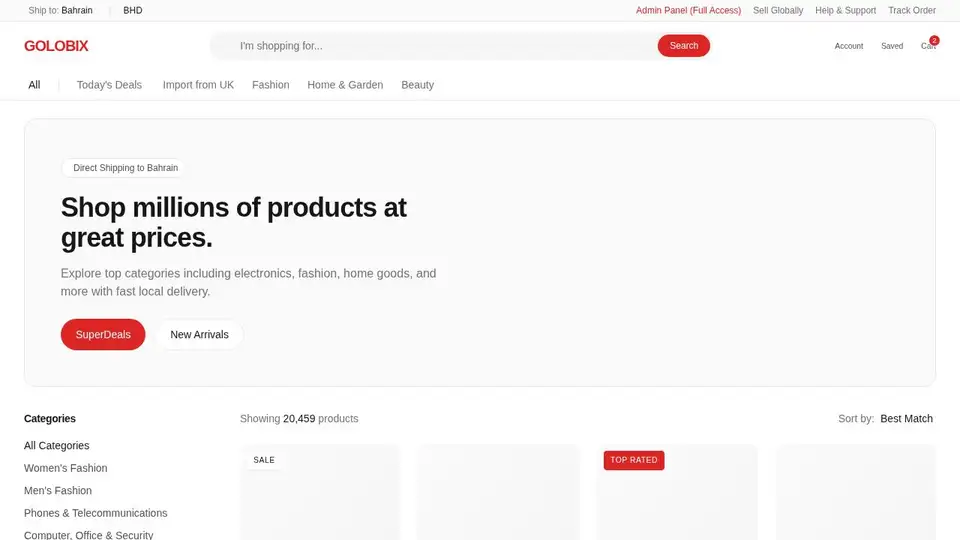 Ship to: Bahrain BHD Admin Panel (Full Access) Sell Globally Help & Support Track Order
GOLOBIX I'm shopping for... Search Account Saved Cart 2
All Today's Deals Import from UK Fashion Home & Garden Beauty
Direct Shipping to Bahrain
Shop millions of products at
great prices.
Explore top categories including electronics, fashion, home goods, and
more with fast local delivery.
SuperDeals New Arrivals
Categories Showing 20,459 products Sort by: Best Match
All Categories
SALE TOP RATED
Women's Fashion
Men's Fashion
Phones & Telecommunications
Computer, Office & Security